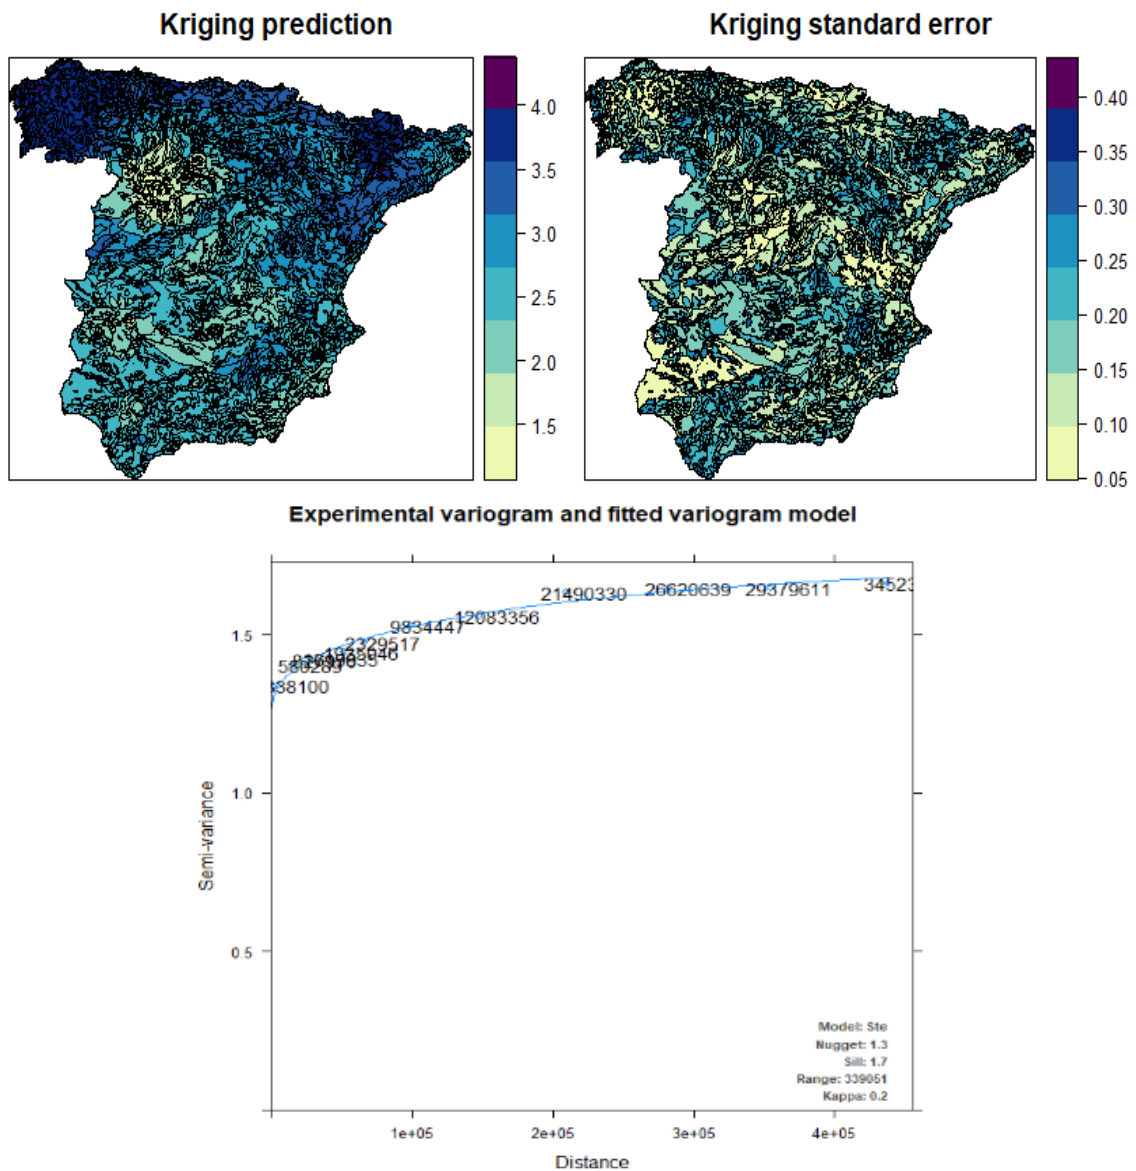 Kriging prediction
Kriging standard error
4.0
3.5
3.0
2.5
2.0
1.5
0.40
0.35
0.30
0.25
0.20
0.15
0.10
0.05
Experimental variogram and fitted variogram model
Semi-variance
1.5
1.0
0.5
338100
580289
2329517
9834447
12083356
21490330
26620639
29379611
34523
Model: Ste
Nugget: 1.3
Sill: 1.7
Range: 339051
Kappa: 0.2
1e+05
2e+05
3e+05
4e+05
Distance